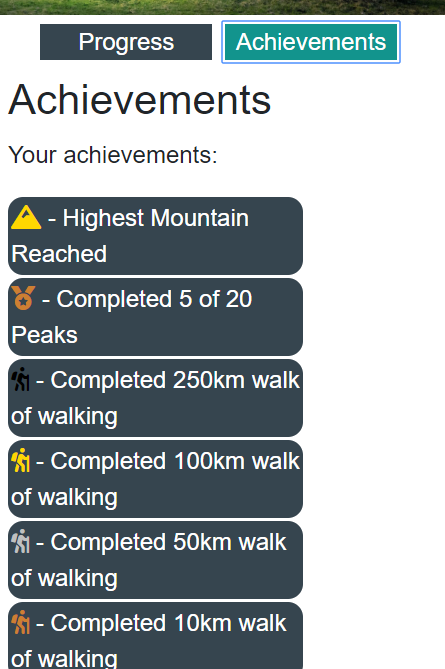 Progress
Achievements
Achievements
Your achievements:
- Highest Mountain
Reached
- Completed 5 of 20
Peaks
- Completed 250km walk
of walking
- Completed 100km walk
of walking
- Completed 50km walk
of walking
- Completed 10km walk
of walking